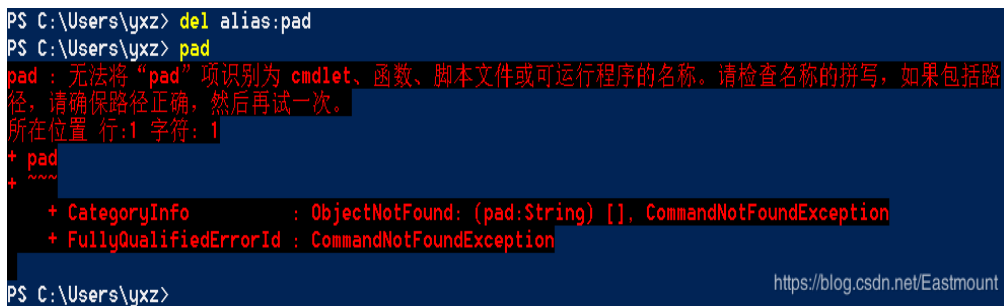 PS C:\Users\yxz> del alias:pad
PS C:\Users\yxz> pad
pad : 无法将“pad”项识别为 cmdlet、函数、脚本文件或可运行程序的名称。请检查名称的拼写，如果包括路
径，请确保路径正确，然后再试一次。
所在位置 行:1 字符: 1
+ pad
+ ~~~
    + CategoryInfo          : ObjectNotFound: (pad:String) [], CommandNotFoundException
    + FullyQualifiedErrorId : CommandNotFoundException
PS C:\Users\yxz>
https://blog.csdn.net/Eastmount